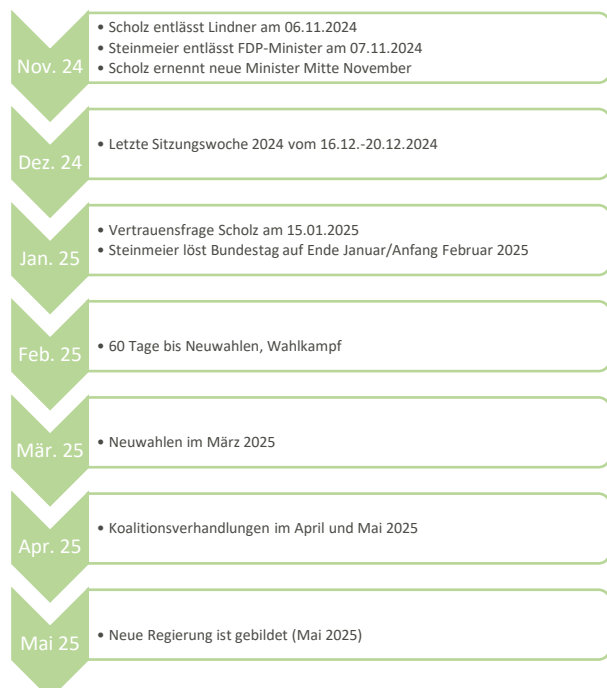 Nov. 24
• Scholz entlässt Lindner am 06.11.2024
• Steinmeier entlässt FDP-Minister am 07.11.2024
• Scholz ernennt neue Minister Mitte November
Dez. 24
• Letzte Sitzungswoche 2024 vom 16.12.-20.12.2024
Jan. 25
• Vertrauensfrage Scholz am 15.01.2025
• Steinmeier löst Bundestag auf Ende Januar/Anfang Februar 2025
Feb. 25
• 60 Tage bis Neuwahlen, Wahlkampf
Mär. 25
• Neuwahlen im März 2025
Apr. 25
• Koalitionsverhandlungen im April und Mai 2025
Mai 25
• Neue Regierung ist gebildet (Mai 2025)